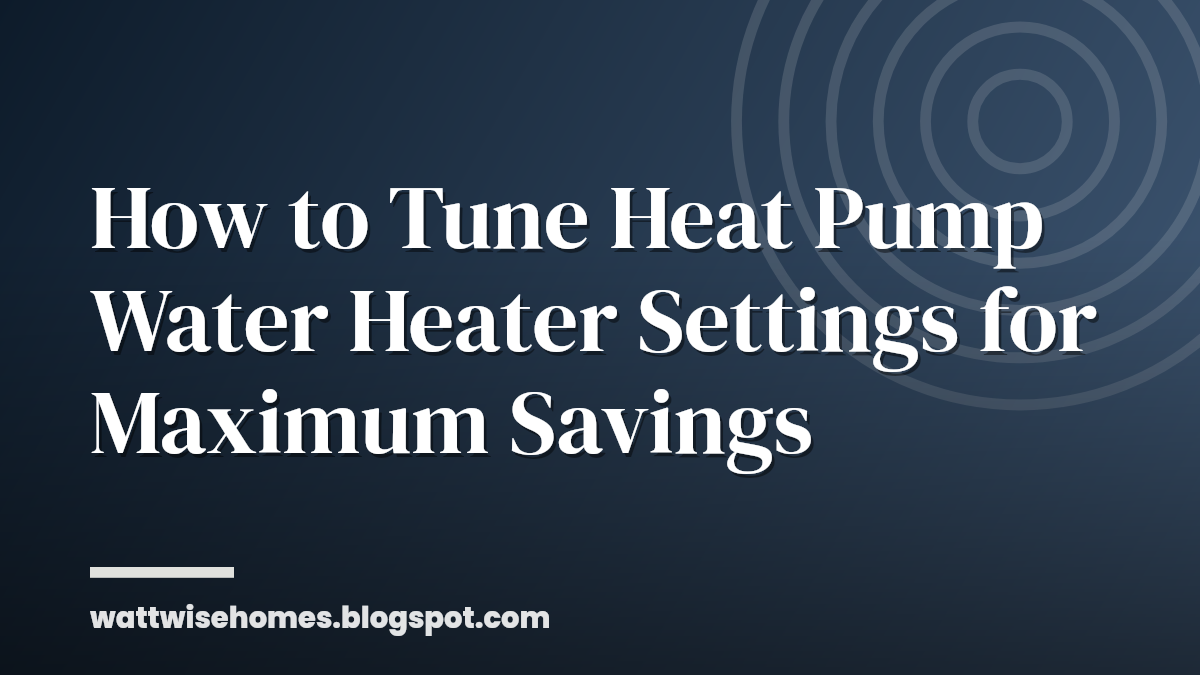 How to Tune Heat Pump
Water Heater Settings for
Maximum Savings
wattwisehomes.blogspot.com